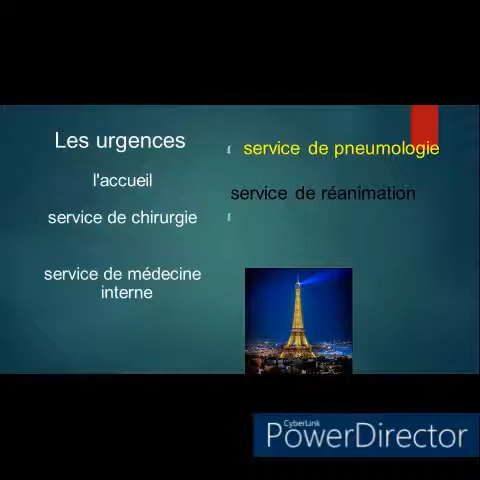 Les urgences
l'accueil
service de chirurgie
service de médecine
interne
service de pneumologie
service de réanimation
CyberLink
PowerDirector